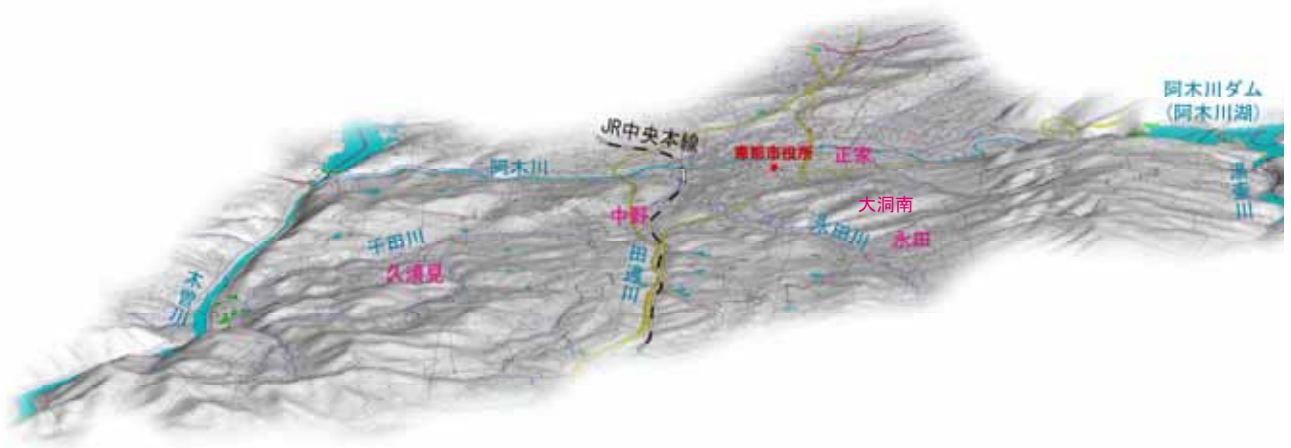 阿木川ダム
(阿木川湖)
JR中央本線
恵那市役所
正家
阿木川
大洞南
中野
永田川
永田
千田川
久須見
田違川
木曽川